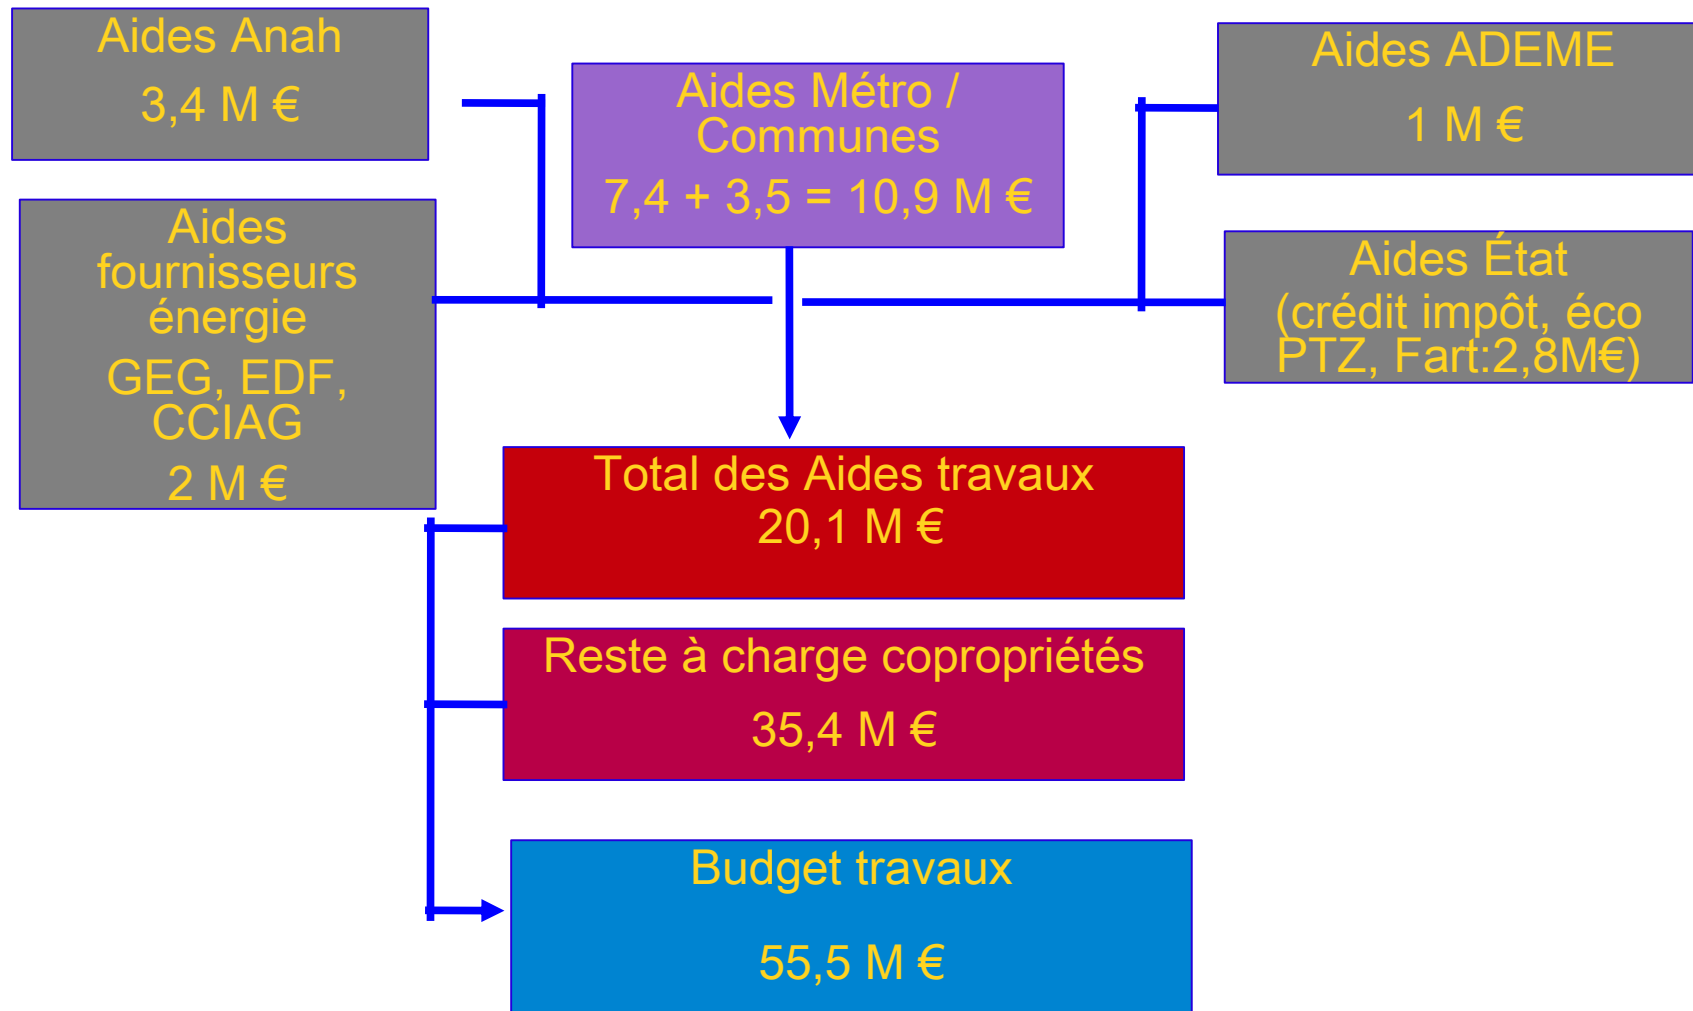 Aides Anah
3,4 M €
Aides Métro /
Communes
7,4 + 3,5 = 10,9 M €
Aides ADEME
1 M €
Aides
fournisseurs
énergie
GEG, EDF,
CCIAG
2 M €
Aides État
(crédit impôt, éco
PTZ, Fart:2,8M€)
Total des Aides travaux
20,1 M €
Reste à charge copropriétés
35,4 M €
Budget travaux
55,5 M €